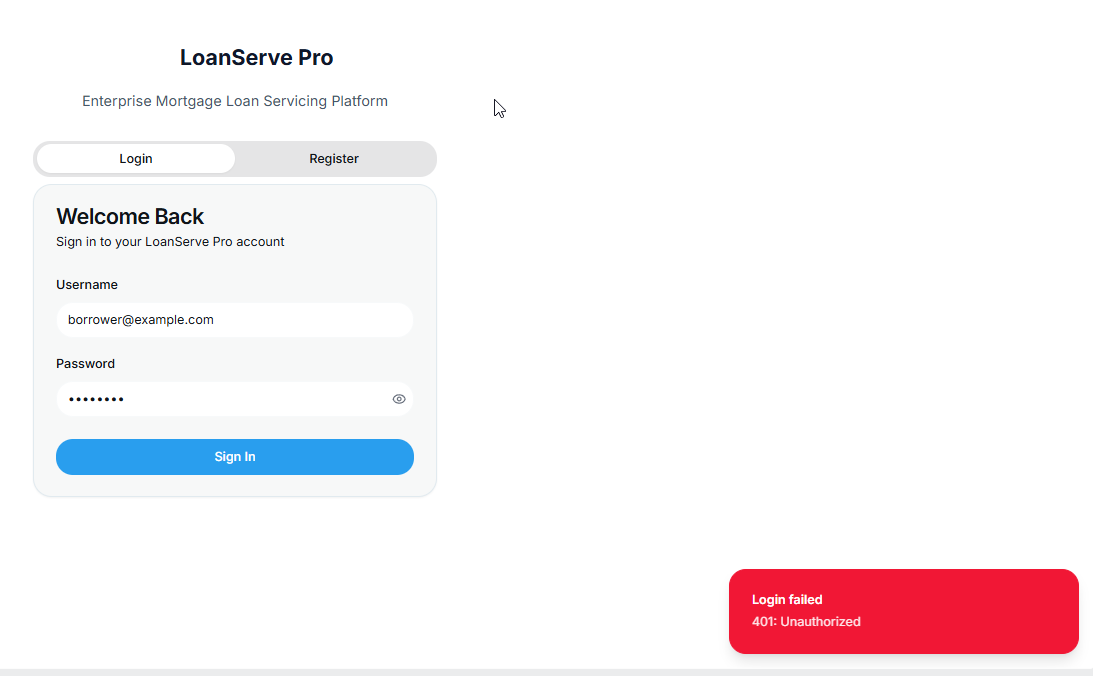 LoanServe Pro
Enterprise Mortgage Loan Servicing Platform
Login
Register
Welcome Back
Sign in to your LoanServe Pro account
Username
borrower@example.com
Password
••••••••
Sign In
Login failed
401: Unauthorized